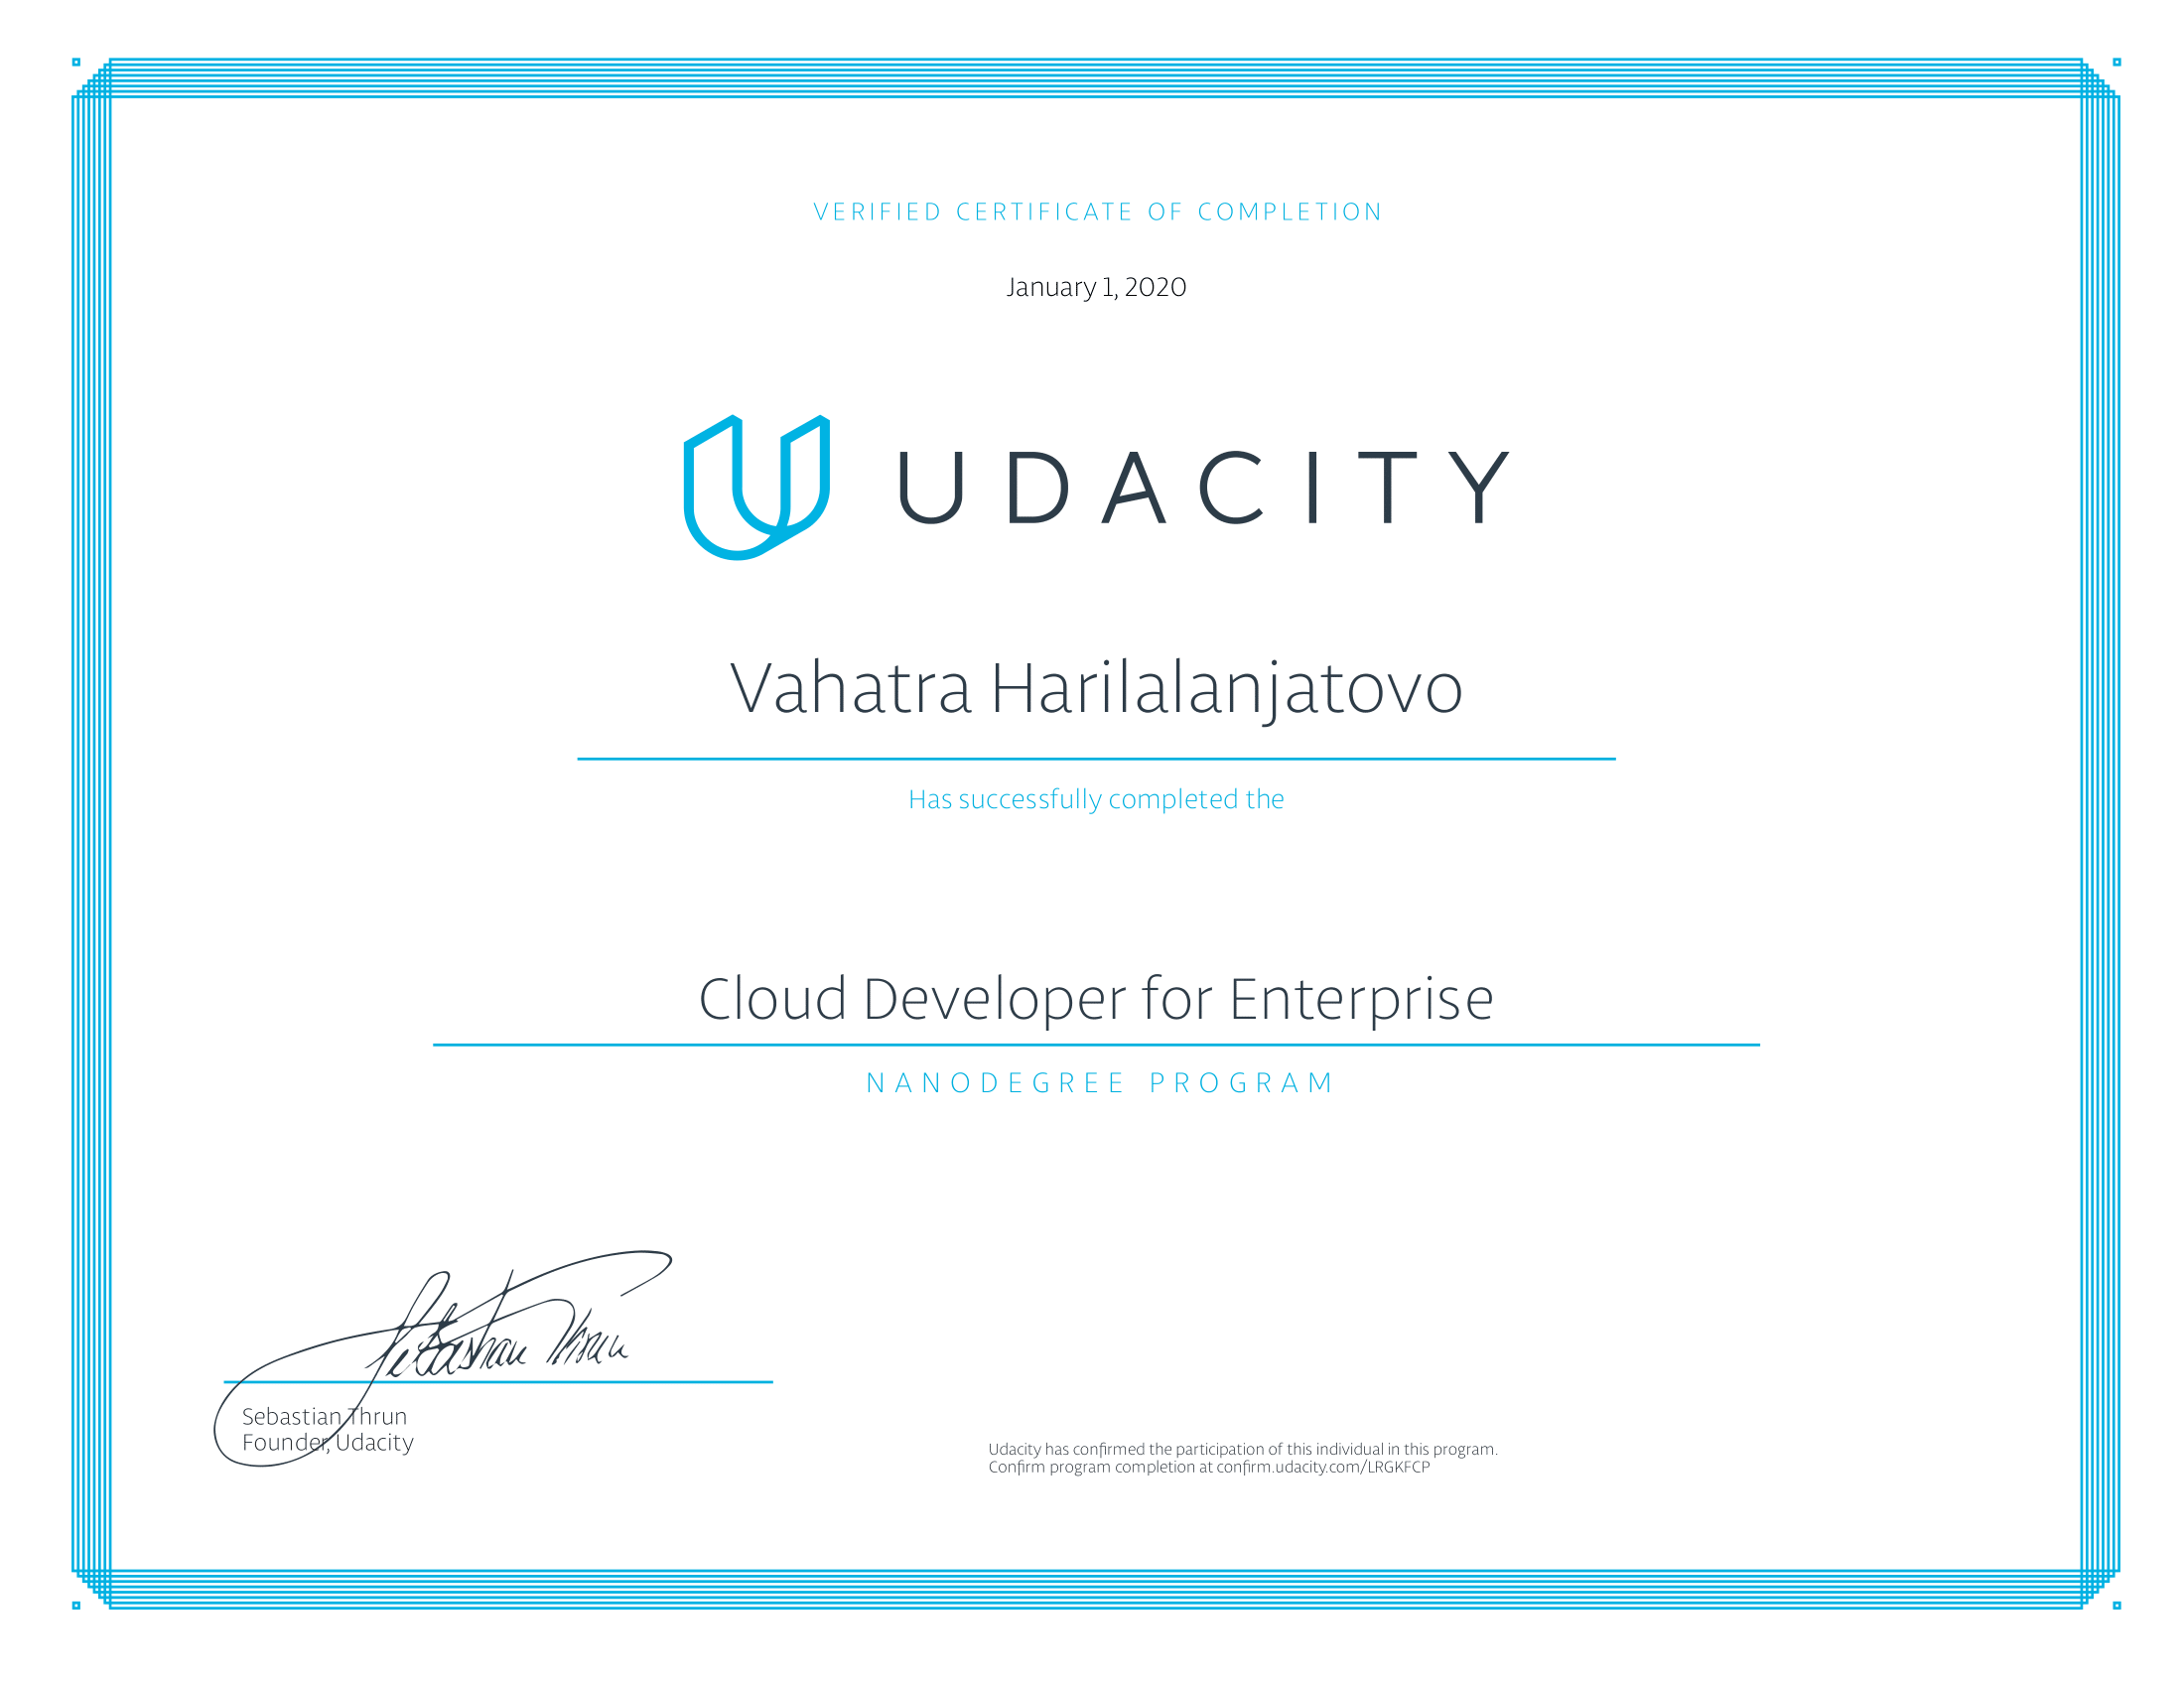 VERIFIED CERTIFICATE OF COMPLETION
January 1, 2020
UDACITY
Vahatra Harilalanjatovo
Has successfully completed the
Cloud Developer for Enterprise
NANODEGREE PROGRAM
Sebastian Thrun
Sebastian Thrun
Founder, Udacity
Udacity has confirmed the participation of this individual in this program.
Confirm program completion at confirm.udacity.com/LRGKFCP